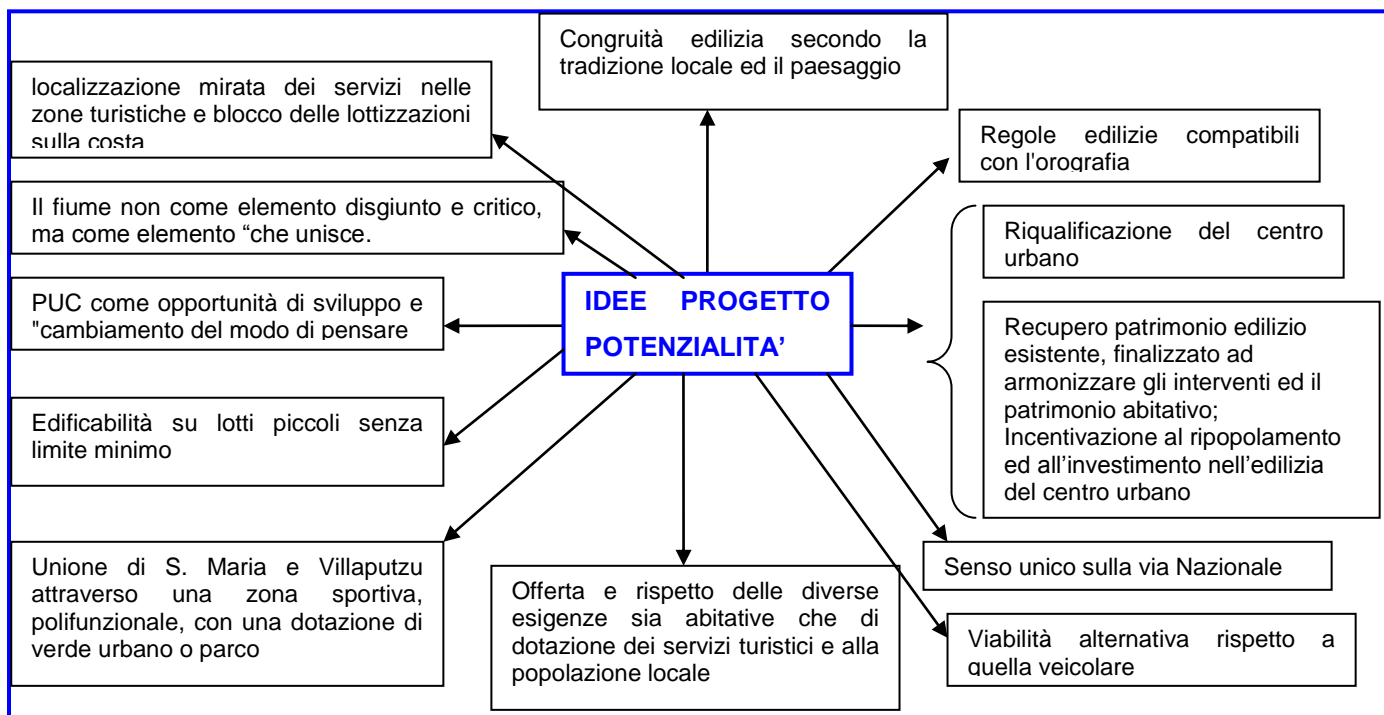 Congruità edilizia secondo la
tradizione locale ed il paesaggio
localizzazione mirata dei servizi nelle
zone turistiche e blocco delle lottizzazioni
sulla costa
Regole edilizie compatibili
con l'orografia
Il fiume non come elemento disgiunto e critico,
ma come elemento “che unisce.
Riqualificazione del centro
urbano
PUC come opportunità di sviluppo e
"cambiamento del modo di pensare
IDEE PROGETTO
POTENZIALITA’
Recupero patrimonio edilizio
esistente, finalizzato ad
armonizzare gli interventi ed il
patrimonio abitativo;
Incentivazione al ripopolamento
ed all’investimento nell’edilizia
del centro urbano
Edificabilità su lotti piccoli senza
limite minimo
Unione di S. Maria e Villaputzu
attraverso una zona sportiva,
polifunzionale, con una dotazione di
verde urbano o parco
Offerta e rispetto delle diverse
esigenze sia abitative che di
dotazione dei servizi turistici e alla
popolazione locale
Senso unico sulla via Nazionale
Viabilità alternativa rispetto a
quella veicolare